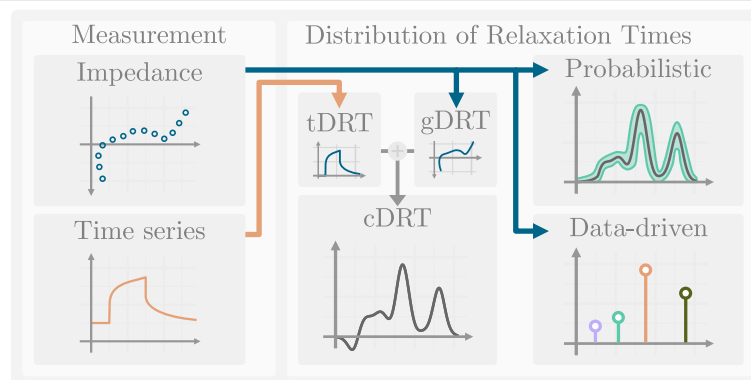 Measurement
Distribution of Relaxation Times
Impedance
Probabilistic
tDRT
gDRT
cDRT
Time series
Data-driven